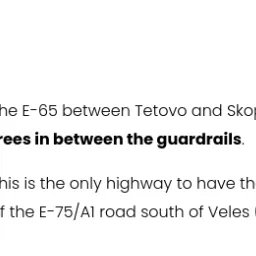 he E-65 between Tetovo and Skop
rees in between the guardrails.
his is the only highway to have th
f the E-75/A1 road south of Veles (